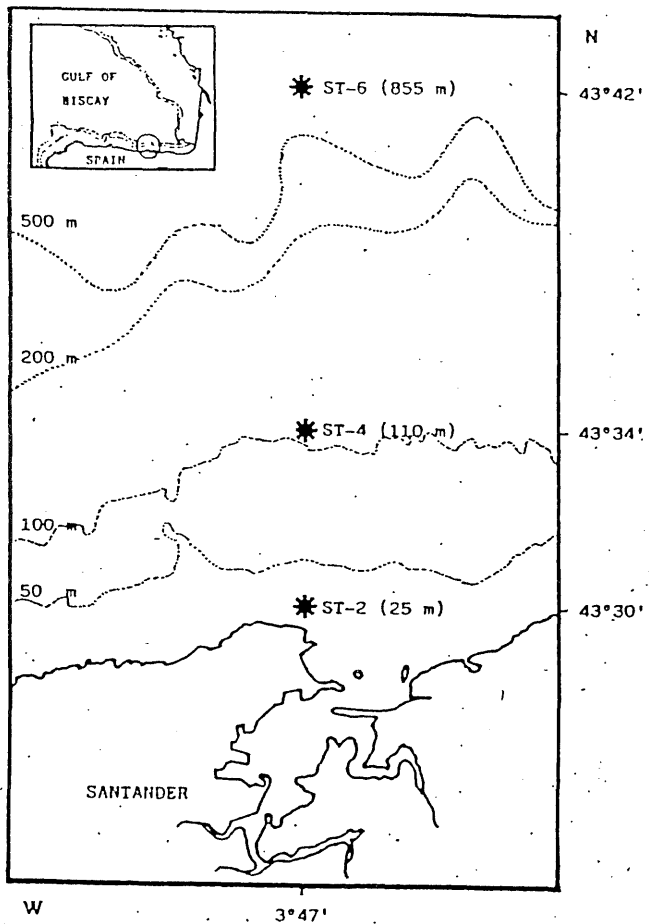 N
GULF OF
BISCAY
SPAIN
ST-6 (855 m)
43°42'
500 m
200 m
ST-4 (110 m)
43°34'
100 m
50 m
ST-2 (25 m)
43°30'
SANTANDER
W
3°47'